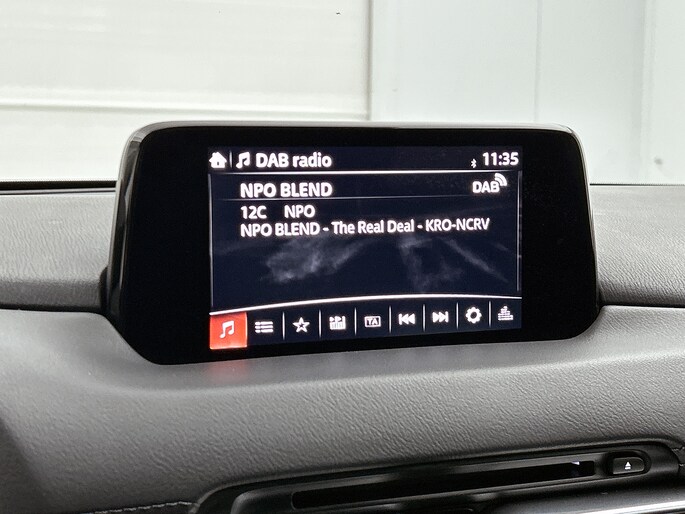 DAB radio 11:35
NPO BLEND DAB
12C NPO
NPO BLEND - The Real Deal - KRO-NCRV
TA